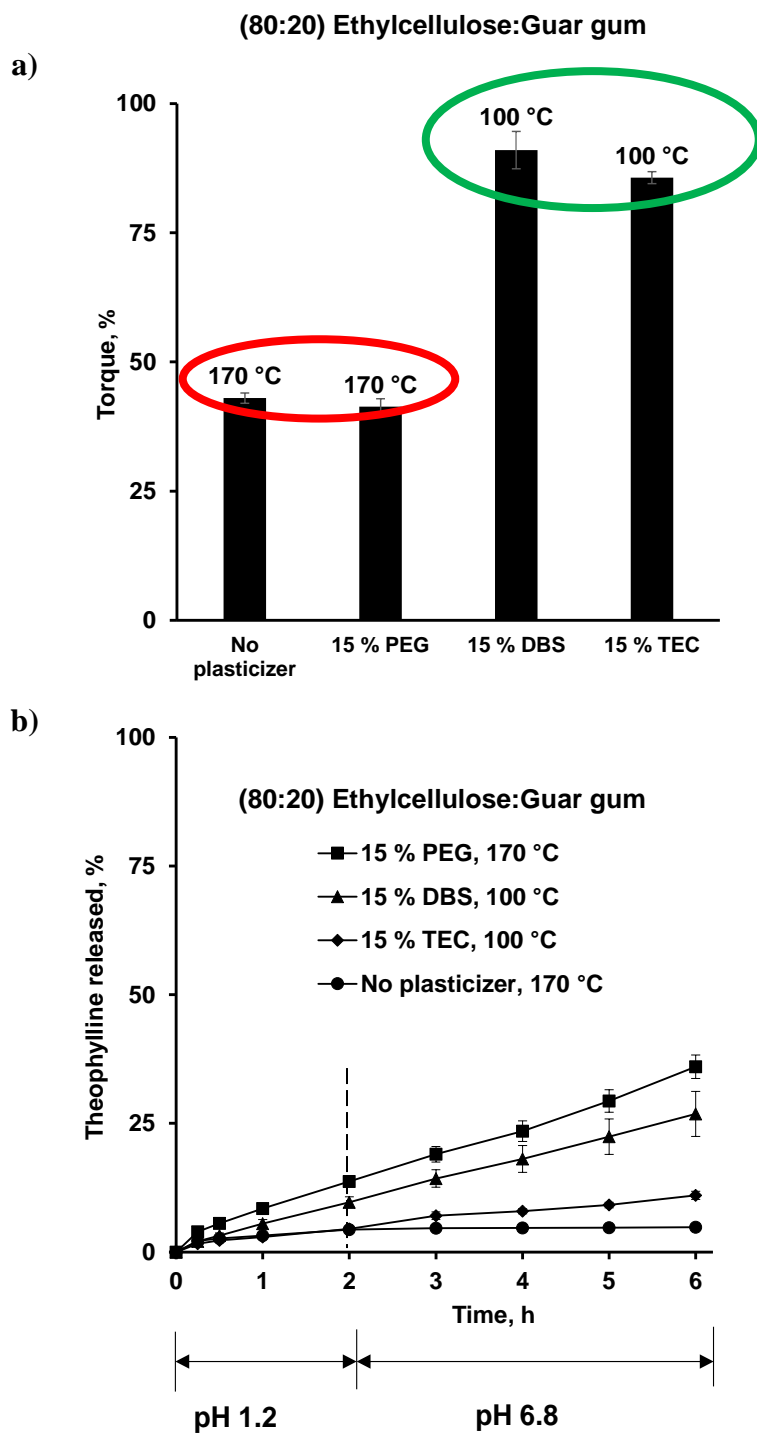 (80:20) Ethylcellulose:Guar gum
a)
100
75
50
25
0
Torque, %
170 °C
170 °C
100 °C
100 °C
No
plasticizer
15 % PEG
15 % DBS
15 % TEC
b)
100
75
50
25
0
Theophylline released, %
(80:20) Ethylcellulose:Guar gum
15 % PEG, 170 °C
15 % DBS, 100 °C
15 % TEC, 100 °C
No plasticizer, 170 °C
0 1 2 3 4 5 6
Time, h
pH 1.2 pH 6.8